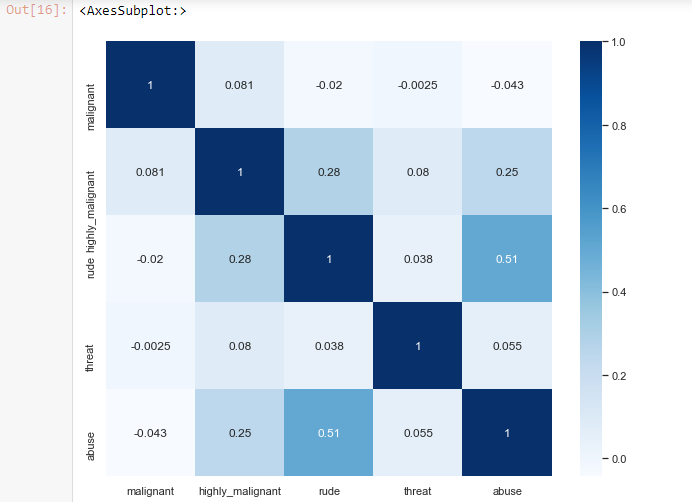 Out[16]: <AxesSubplot:>
malignant 1 0.081 -0.02 -0.0025 -0.043
highly_malignant 0.081 1 0.28 0.08 0.25
rude -0.02 0.28 1 0.038 0.51
threat -0.0025 0.08 0.038 1 0.055
abuse -0.043 0.25 0.51 0.055 1
malignant highly_malignant rude threat abuse
1.0
0.8
0.6
0.4
0.2
0.0